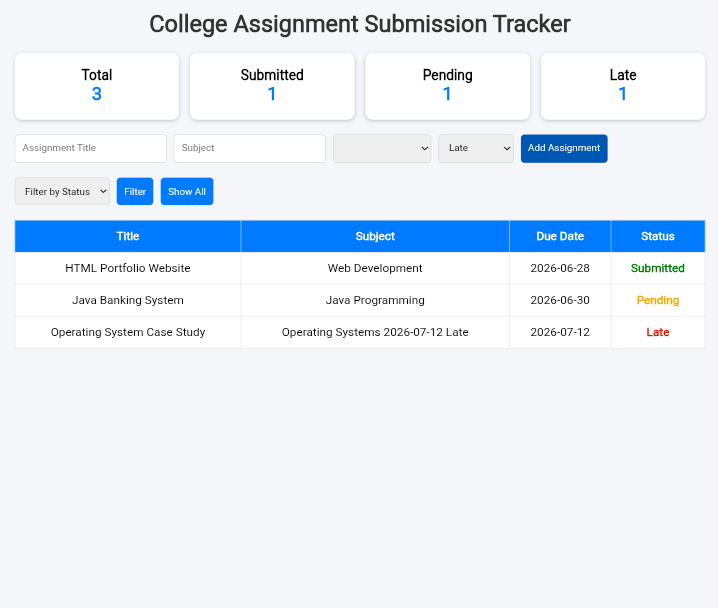 College Assignment Submission Tracker
Total Submitted Pending Late
3 1 1 1
Assignment Title Subject Late Add Assignment
Filter by Status Filter Show All
Title Subject Due Date Status
HTML Portfolio Website Web Development 2026-06-28 Submitted
Java Banking System Java Programming 2026-06-30 Pending
Operating System Case Study Operating Systems 2026-07-12 Late 2026-07-12 Late